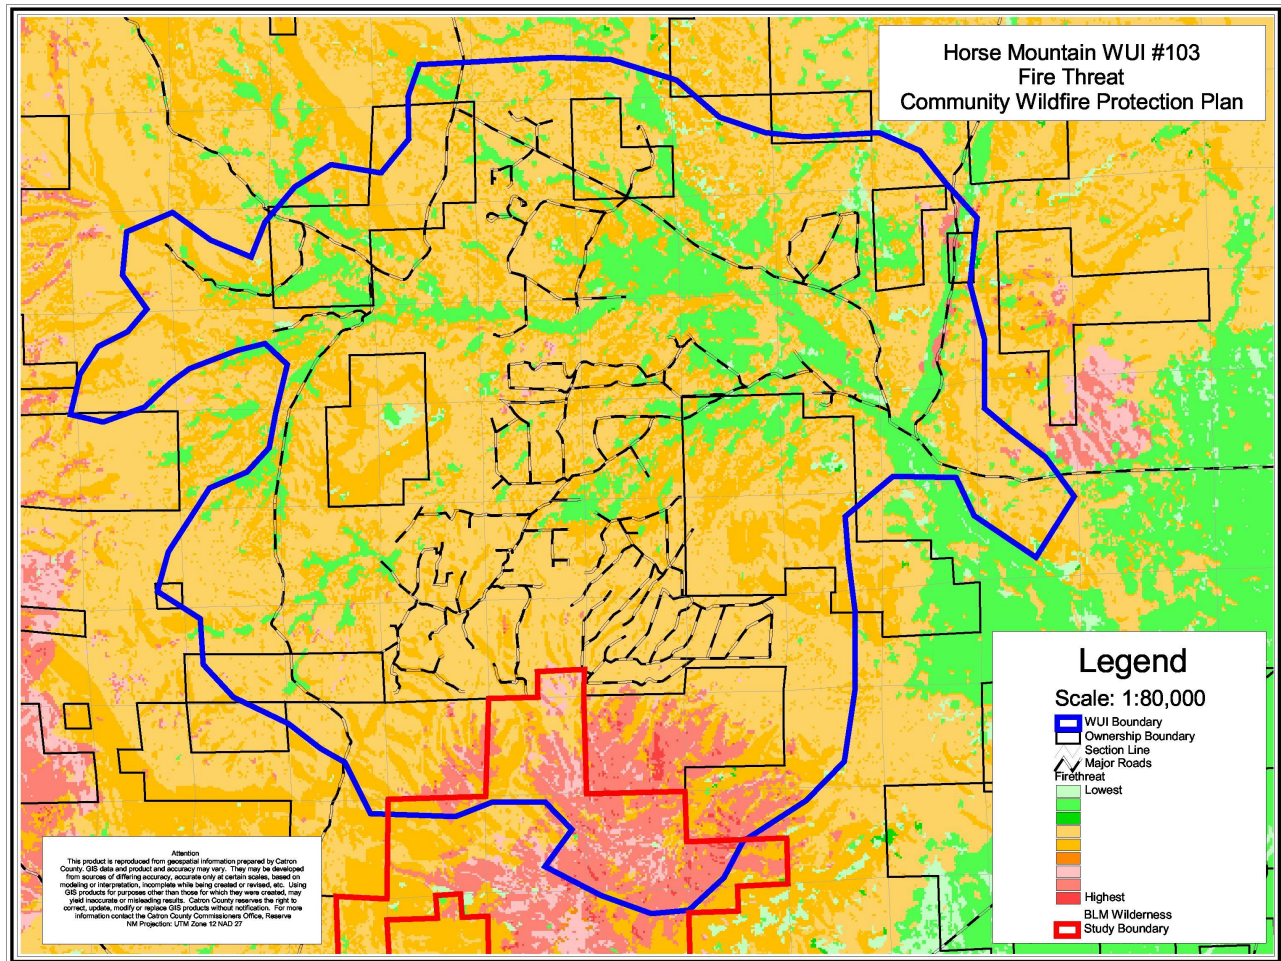 Horse Mountain WUI #103
Fire Threat
Community Wildfire Protection Plan
Legend
Scale: 1:80,000
WUI Boundary
Ownership Boundary
Section Line
Major Roads
Firethreat
Lowest
Highest
BLM Wilderness
Study Boundary
Attention
This product is reproduced from geospatial information prepared by Catron
County. GIS data and product and accuracy may vary. They may be developed
from sources of differing accuracy, accurate only at certain scales, based on
modeling or interpretation, incomplete while being created or revised, etc. Using
GIS products for purposes other than those for which they were created, may
yield inaccurate or misleading results. Catron County reserves the right to
correct, update, modify or replace GIS products without notification. For more
information contact the Catron County Commissioners Office, Reserve
NM Projection: UTM Zone 12 NAD 27